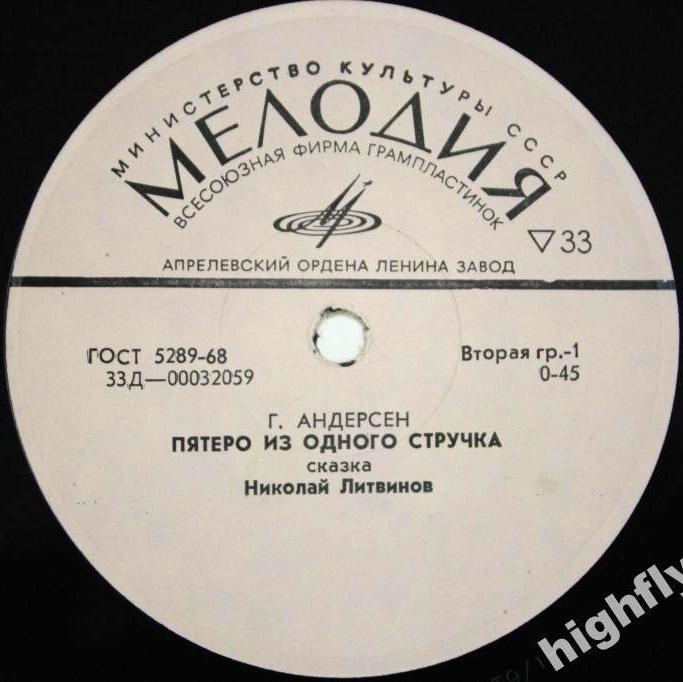 МИНИСТЕРСТВО КУЛЬТУРЫ СССР
МЕЛОДИЯ
ВСЕСОЮЗНАЯ ФИРМА ГРАМПЛАСТИНОК
▽33
АПРЕЛЕВСКИЙ ОРДЕНА ЛЕНИНА ЗАВОД
ГОСТ 5289-68
Вторая гр.-1
33Д—00032059
0-45
Г. АНДЕРСЕН
ПЯТЕРО ИЗ ОДНОГО СТРУЧКА
сказка
Николай Литвинов
highfly